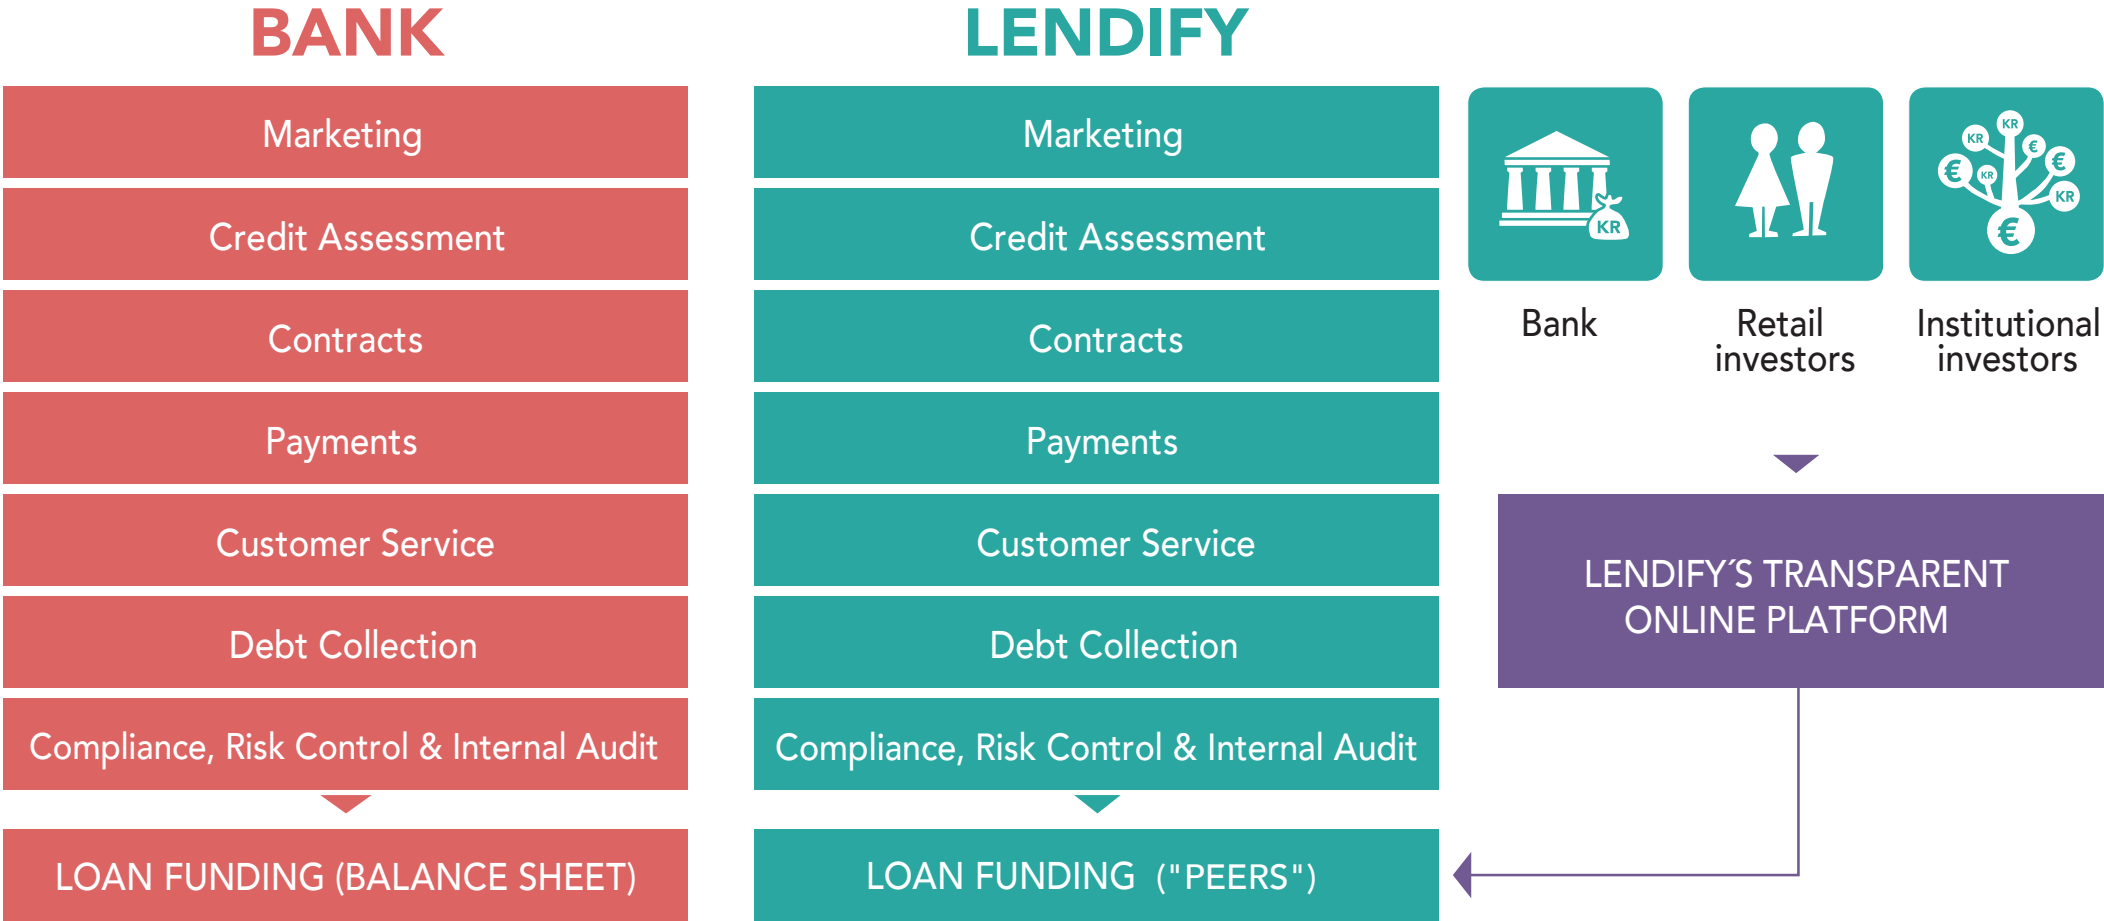 BANK
Marketing
Credit Assessment
Contracts
Payments
Customer Service
Debt Collection
Compliance, Risk Control & Internal Audit
LOAN FUNDING (BALANCE SHEET)
LENDIFY
Marketing
Credit Assessment
Contracts
Payments
Customer Service
Debt Collection
Compliance, Risk Control & Internal Audit
LOAN FUNDING ("PEERS")
KR
Bank
Retail
investors
KR
KR
€
€
€
KR
KR
€
Institutional
investors
LENDIFY´S TRANSPARENT
ONLINE PLATFORM